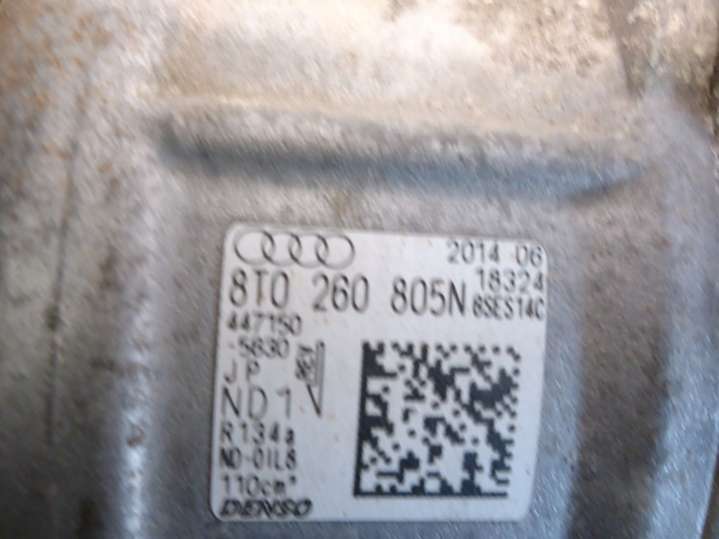 2014 06
18324
8T0 260 805N 6SES14C
447150
-5630
JP
ND1
R134a
ND-OIL8
110cm³
DENSO